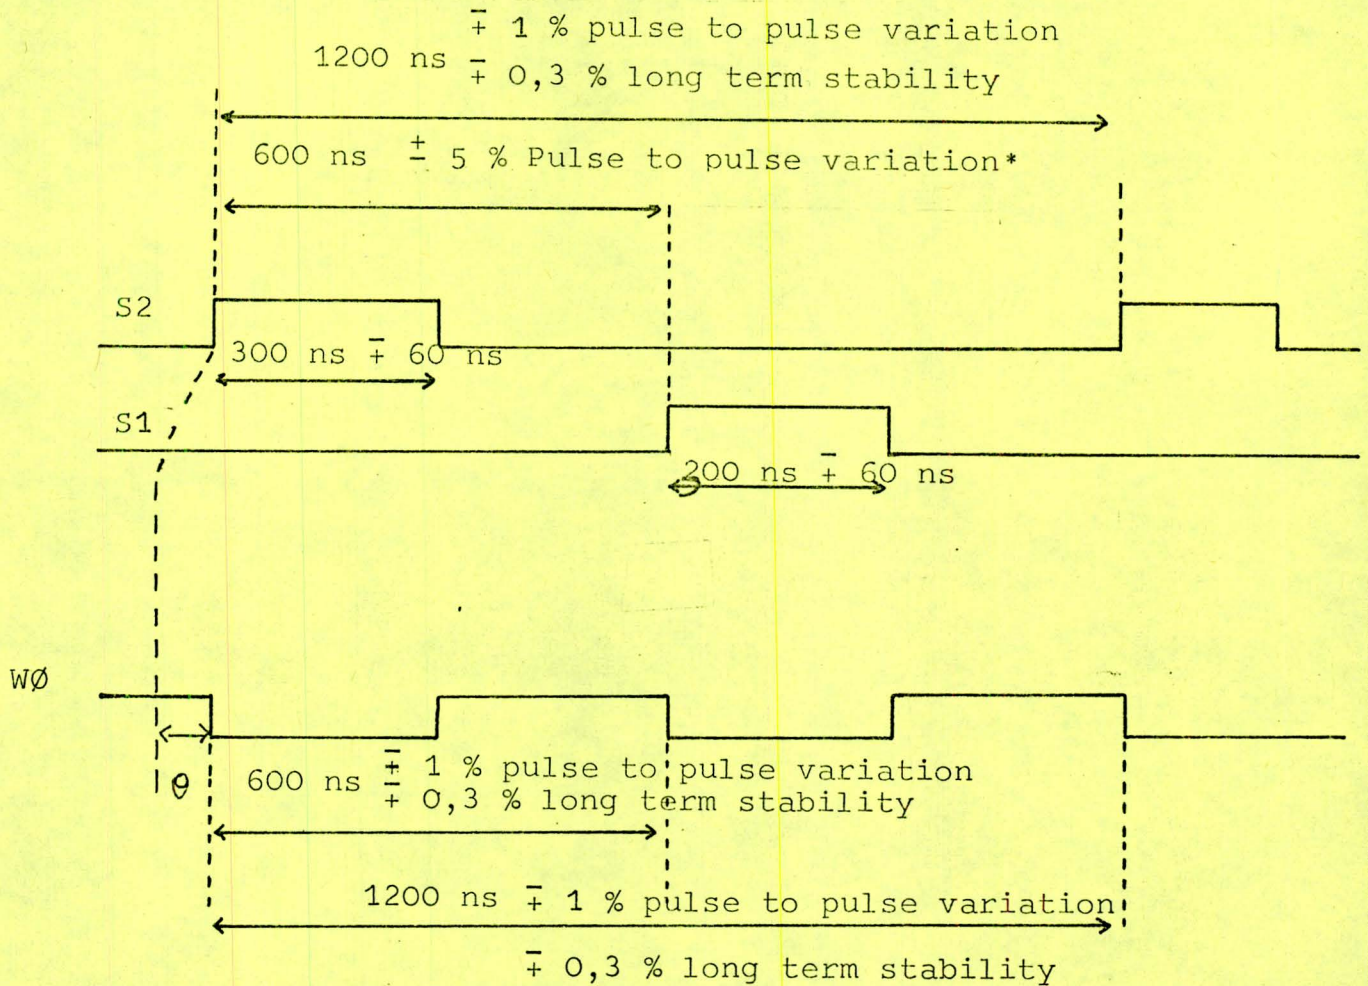 ∓ 1 % pulse to pulse variation
1200 ns ∓ 0,3 % long term stability
600 ns ± 5 % Pulse to pulse variation*
S2
300 ns ∓ 60 ns
S1
200 ns ∓ 60 ns
WØ
θ
600 ns ∓ 1 % pulse to pulse variation
∓ 0,3 % long term stability
1200 ns ∓ 1 % pulse to pulse variation
∓ 0,3 % long term stability